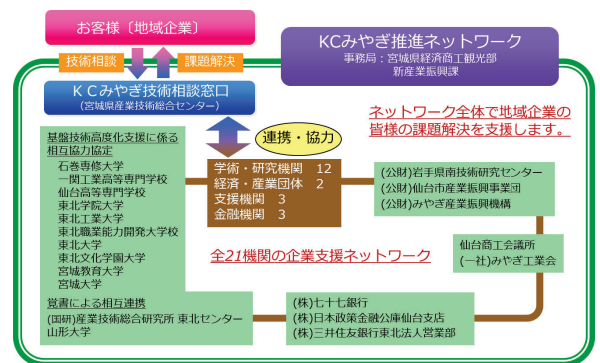 お客様〔地域企業〕
技術相談
課題解決
KCみやぎ推進ネットワーク
事務局：宮城県経済商工観光部
新産業振興課
ＫＣみやぎ技術相談窓口
（宮城県産業技術総合センター）
ネットワーク全体で地域企業の
皆様の課題解決を支援します。
連携・協力
基盤技術高度化支援に係る
相互協力協定
石巻専修大学
一関工業高等専門学校
仙台高等専門学校
東北学院大学
東北工業大学
東北職業能力開発大学校
東北大学
東北文化学園大学
宮城教育大学
宮城大学
覚書による相互連携
(国研)産業技術総合研究所 東北センター
山形大学
学術・研究機関　12
経済・産業団体　2
支援機関　3
金融機関　3
(公財)岩手県南技術研究センター
(公財)仙台市産業振興事業団
(公財)みやぎ産業振興機構
仙台商工会議所
(一社)みやぎ工業会
全21機関の企業支援ネットワーク
(株)七十七銀行
(株)日本政策金融公庫仙台支店
(株)三井住友銀行東北法人営業部